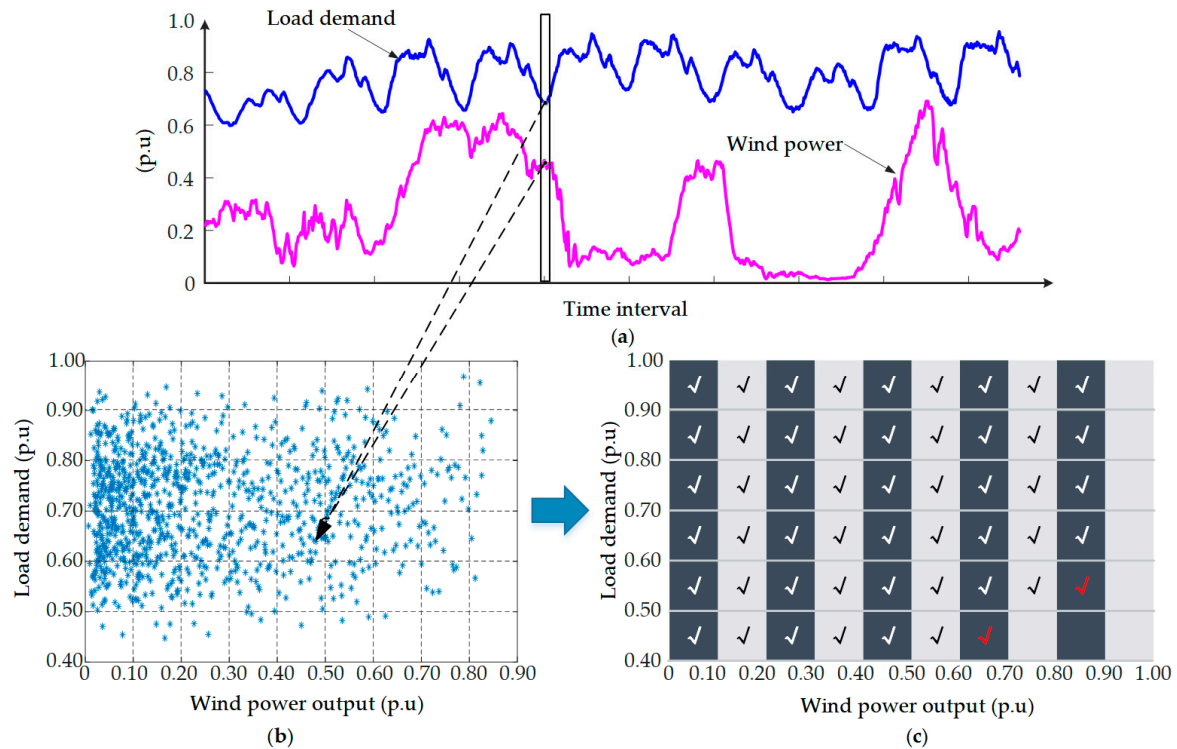 1.0
Load demand
0.8
0.6
(p.u)
Wind power
0.4
0.2
0
Time interval
(a)
1.00
0.90
0.80
0.70
0.60
0.50
0.40
Load demand (p.u)
0 0.10 0.20 0.30 0.40 0.50 0.60 0.70 0.80 0.90
Wind power output (p.u)
(b)
1.00
√ √ √ √ √ √ √ √ √
0.90
√ √ √ √ √ √ √ √ √
0.80
√ √ √ √ √ √ √ √ √
0.70
√ √ √ √ √ √ √ √ √
0.60
√ √ √ √ √ √ √ √ √
0.50
√ √ √ √ √ √ √
0.40
Load demand (p.u)
0 0.10 0.20 0.30 0.40 0.50 0.60 0.70 0.80 0.90 1.00
Wind power output (p.u)
(c)